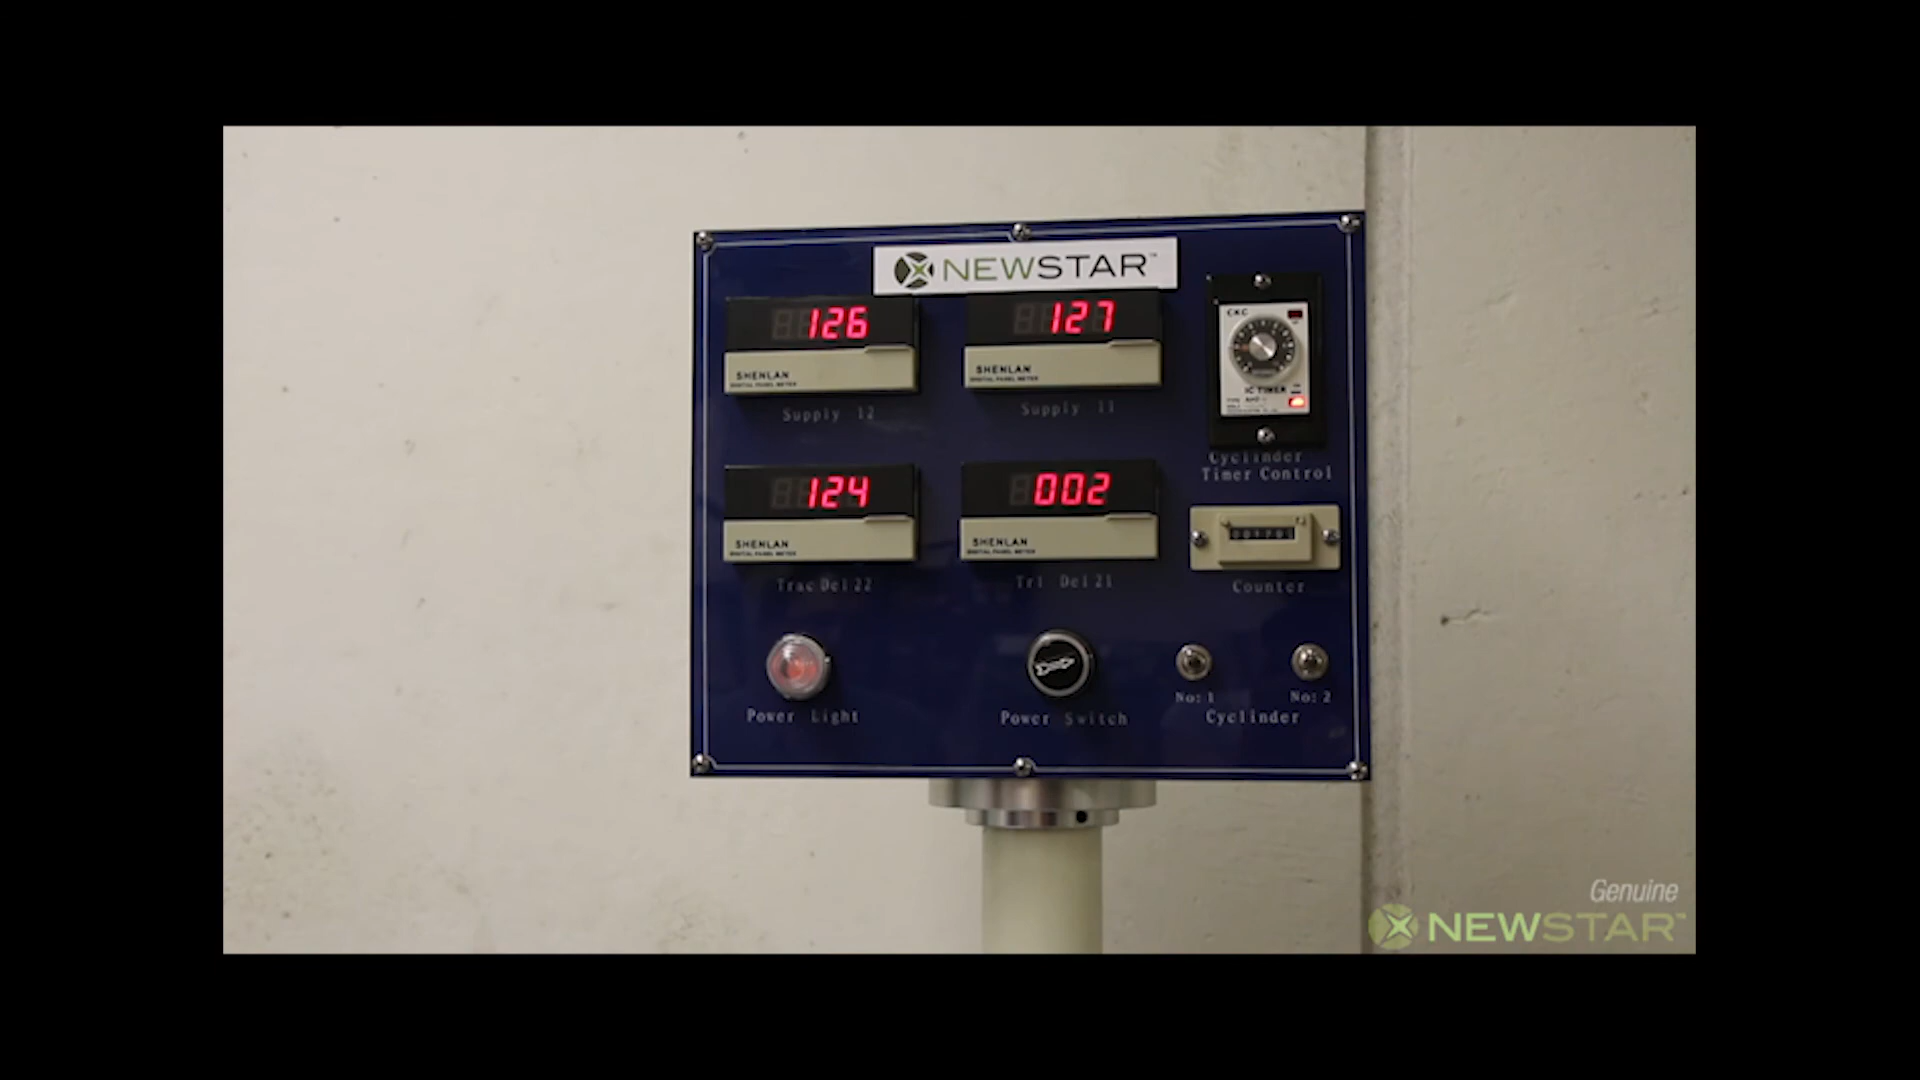 NEWSTAR™
126
127
CKC
SHENLAN
DIGITAL PANEL METER
SHENLAN
DIGITAL PANEL METER
IC TIMER
Supply 12
Supply 11
Cyclinder
Timer Control
124
002
SHENLAN
DIGITAL PANEL METER
SHENLAN
DIGITAL PANEL METER
Trac Del 22
Tri Del 21
Counter
No: 1
No: 2
Power Light
Power Switch
Cyclinder
Genuine
NEWSTAR™